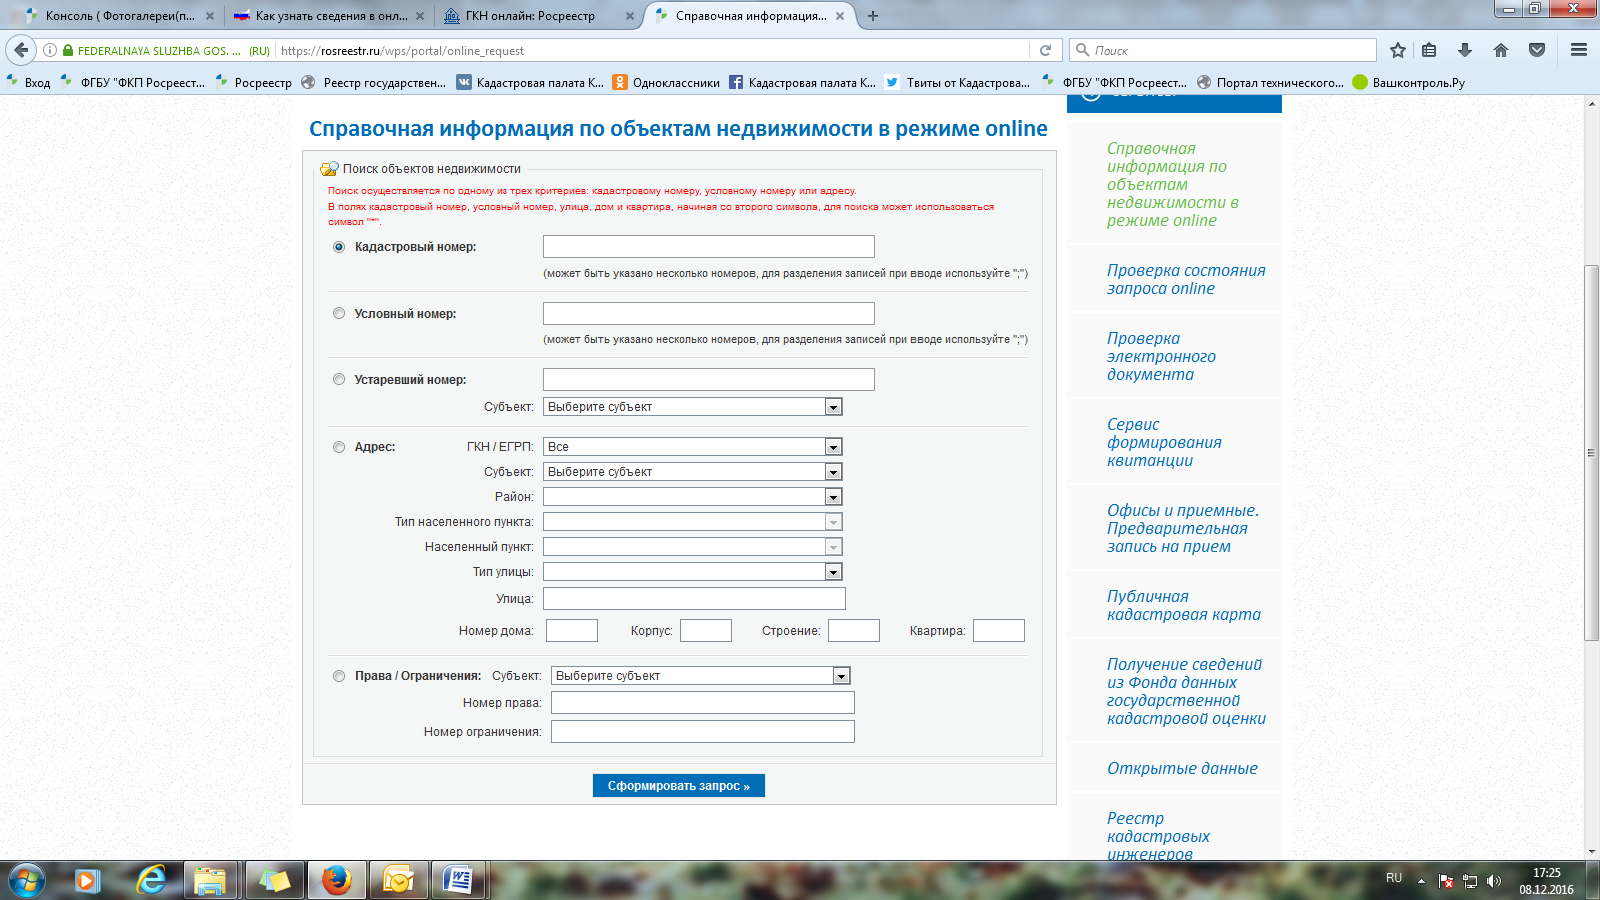 Консоль ( Фотогалереи(п...
Как узнать сведения в онл...
ГКН онлайн: Росреестр
Справочная информация...
FEDERALNAYA SLUZHBA GOS. ... (RU)
https://rosreestr.ru/wps/portal/online_request
Поиск
Вход
ФГБУ "ФКП Росреест...
Росреестр
Реестр государствен...
Кадастровая палата К...
Одноклассники
Кадастровая палата К...
Твиты от Кадастрова...
ФГБУ "ФКП Росреест...
Портал технического...
Вашконтроль.Ру
Справочная информация по объектам недвижимости в режиме online
Поиск объектов недвижимости
Поиск осуществляется по одному из трех критериев: кадастровому номеру, условному номеру или адресу.
В полях кадастровый номер, условный номер, улица, дом и квартира, начиная со второго символа, для поиска может использоваться
символ "*".
Кадастровый номер:
(может быть указано несколько номеров, для разделения записей при вводе используйте ";")
Условный номер:
(может быть указано несколько номеров, для разделения записей при вводе используйте ";")
Устаревший номер:
Субъект: Выберите субъект
Адрес: ГКН / ЕГРП: Все
Субъект: Выберите субъект
Район:
Тип населенного пункта:
Населенный пункт:
Тип улицы:
Улица:
Номер дома: Корпус: Строение: Квартира:
Права / Ограничения: Субъект: Выберите субъект
Номер права:
Номер ограничения:
Сформировать запрос »
Справочная
информация по
объектам
недвижимости в
режиме online
Проверка состояния
запроса online
Проверка
электронного
документа
Сервис
формирования
квитанции
Офисы и приемные.
Предварительная
запись на прием
Публичная
кадастровая карта
Получение сведений
из Фонда данных
государственной
кадастровой оценки
Открытые данные
Реестр
кадастровых
инженеров
RU
17:25
08.12.2016